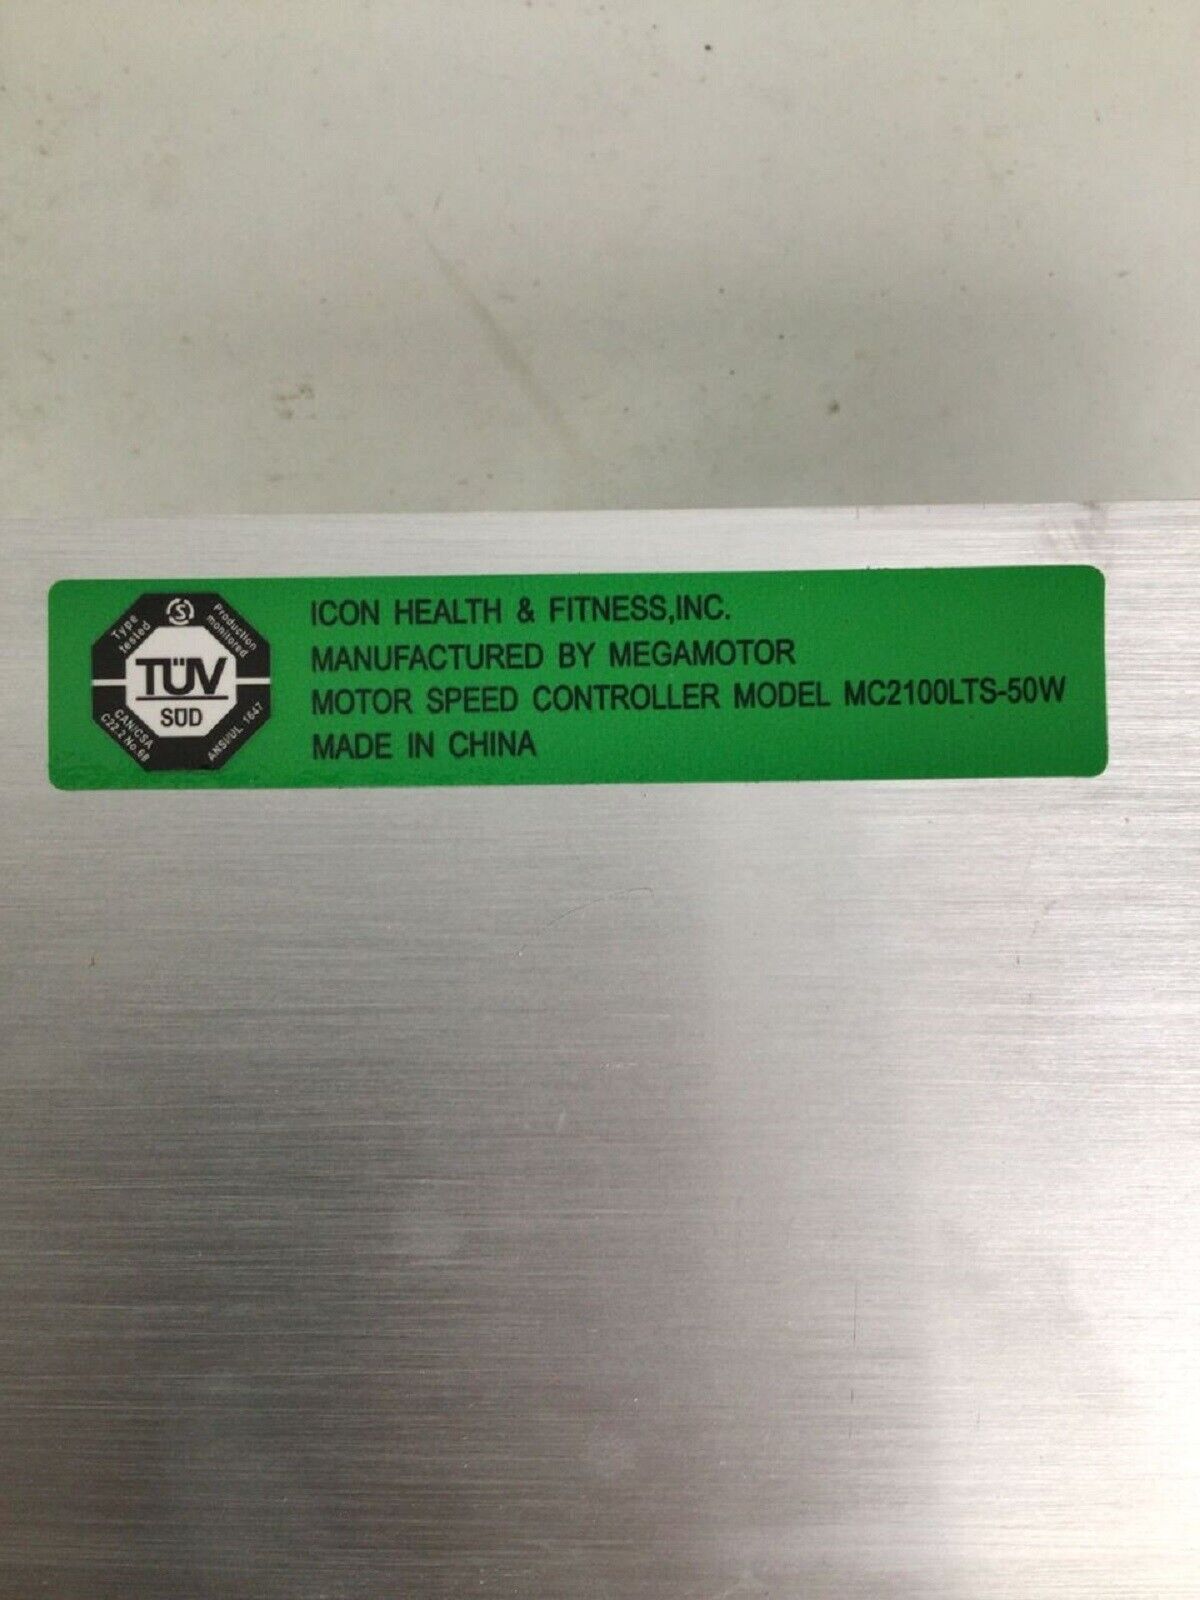 ICON HEALTH & FITNESS,INC.
MANUFACTURED BY MEGAMOTOR
MOTOR SPEED CONTROLLER MODEL MC2100LTS-50W
MADE IN CHINA
Type tested
S
Production monitored
TÜV
SÜD
CAN/CSA
C22.2 No.68
ANSI/UL 1647